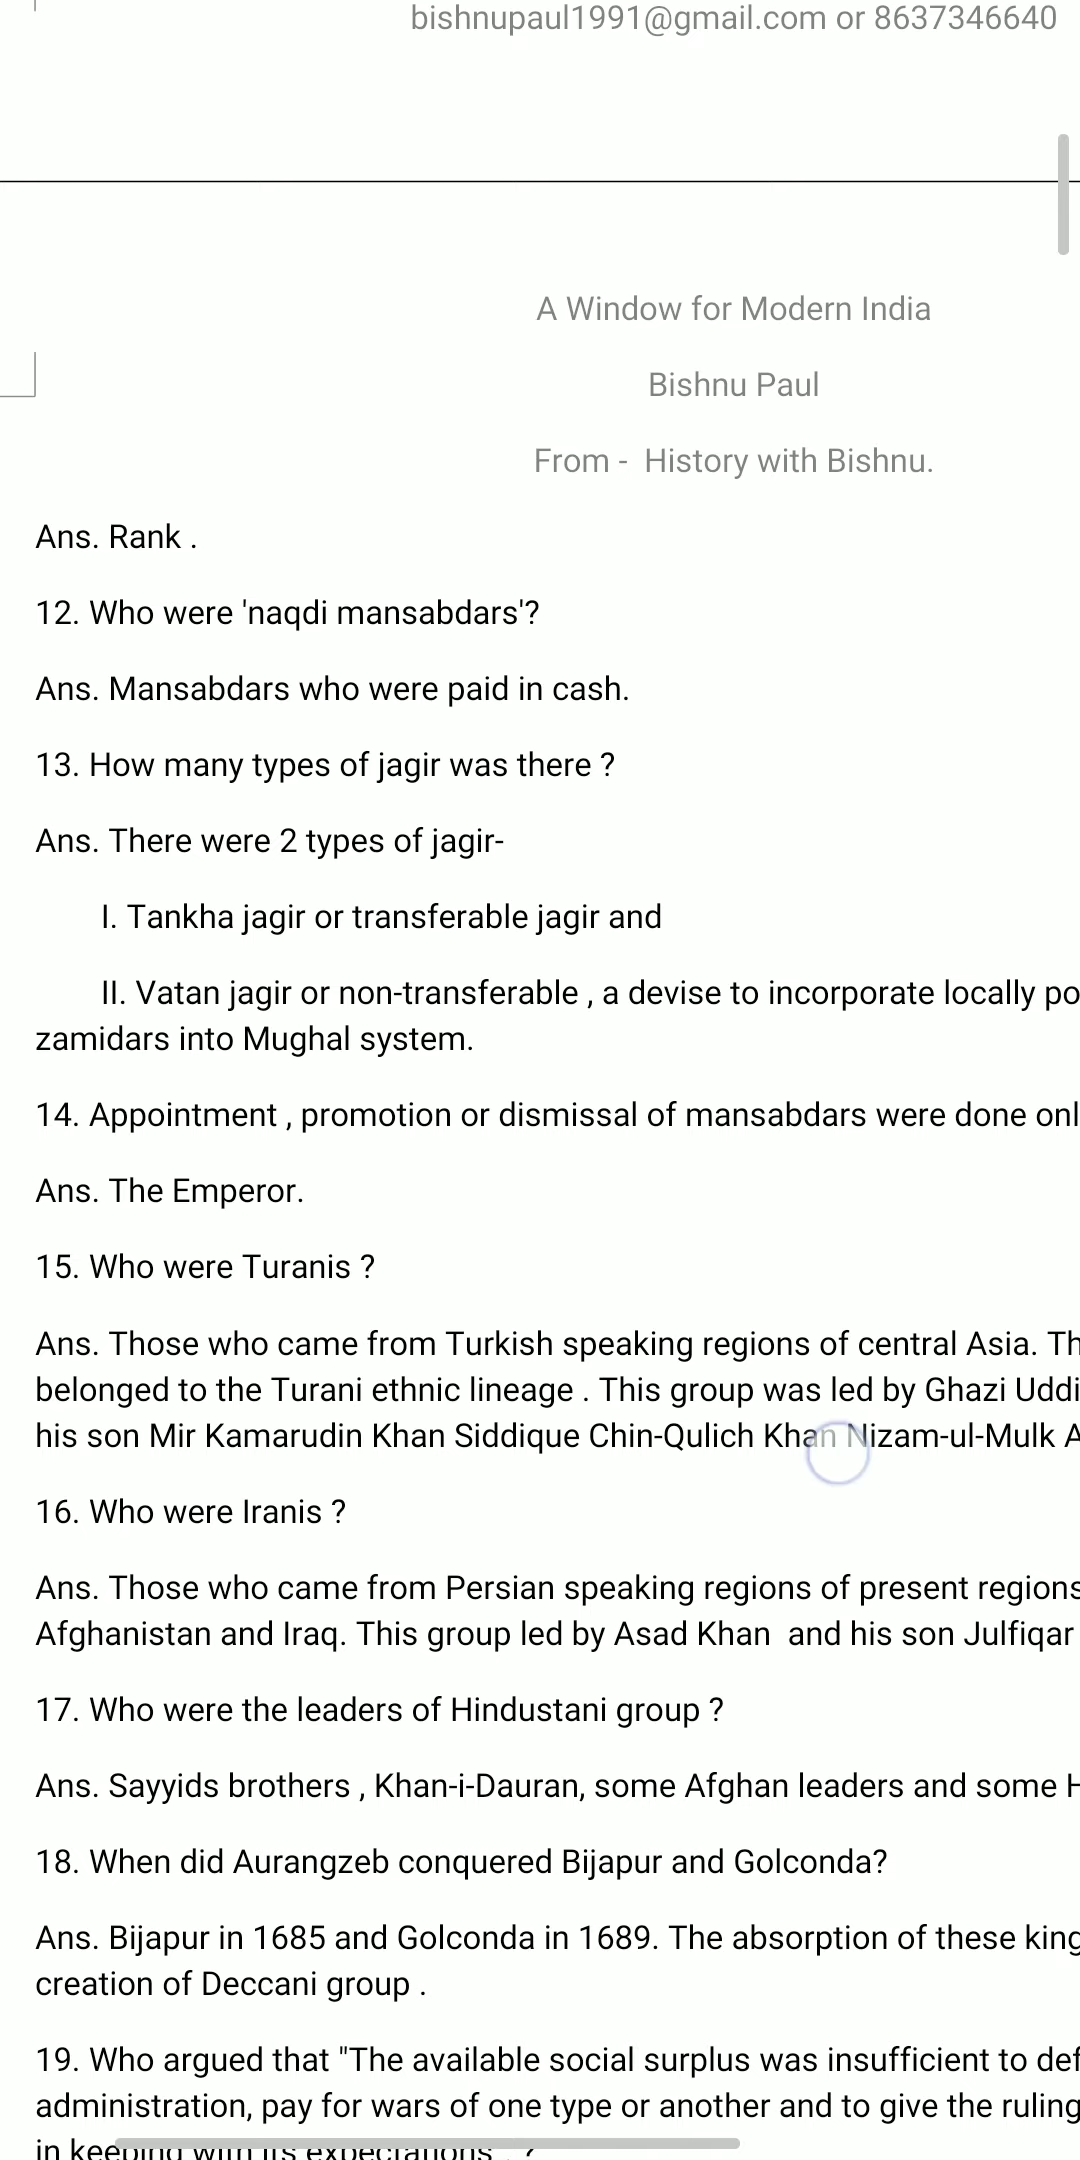 bishnupaul1991@gmail.com or 8637346640
A Window for Modern India
Bishnu Paul
From -  History with Bishnu.
Ans. Rank .
12. Who were 'naqdi mansabdars'?
Ans. Mansabdars who were paid in cash.
13. How many types of jagir was there ?
Ans. There were 2 types of jagir-
I. Tankha jagir or transferable jagir and
II. Vatan jagir or non-transferable , a devise to incorporate locally po
zamidars into Mughal system.
14. Appointment , promotion or dismissal of mansabdars were done onl
Ans. The Emperor.
15. Who were Turanis ?
Ans. Those who came from Turkish speaking regions of central Asia. Th
belonged to the Turani ethnic lineage . This group was led by Ghazi Uddi
his son Mir Kamarudin Khan Siddique Chin-Qulich Khan Nizam-ul-Mulk A
16. Who were Iranis ?
Ans. Those who came from Persian speaking regions of present regions
Afghanistan and Iraq. This group led by Asad Khan  and his son Julfiqar
17. Who were the leaders of Hindustani group ?
Ans. Sayyids brothers , Khan-i-Dauran, some Afghan leaders and some H
18. When did Aurangzeb conquered Bijapur and Golconda?
Ans. Bijapur in 1685 and Golconda in 1689. The absorption of these king
creation of Deccani group .
19. Who argued that "The available social surplus was insufficient to def
administration, pay for wars of one type or another and to give the ruling
in keeping with its expectations . ?